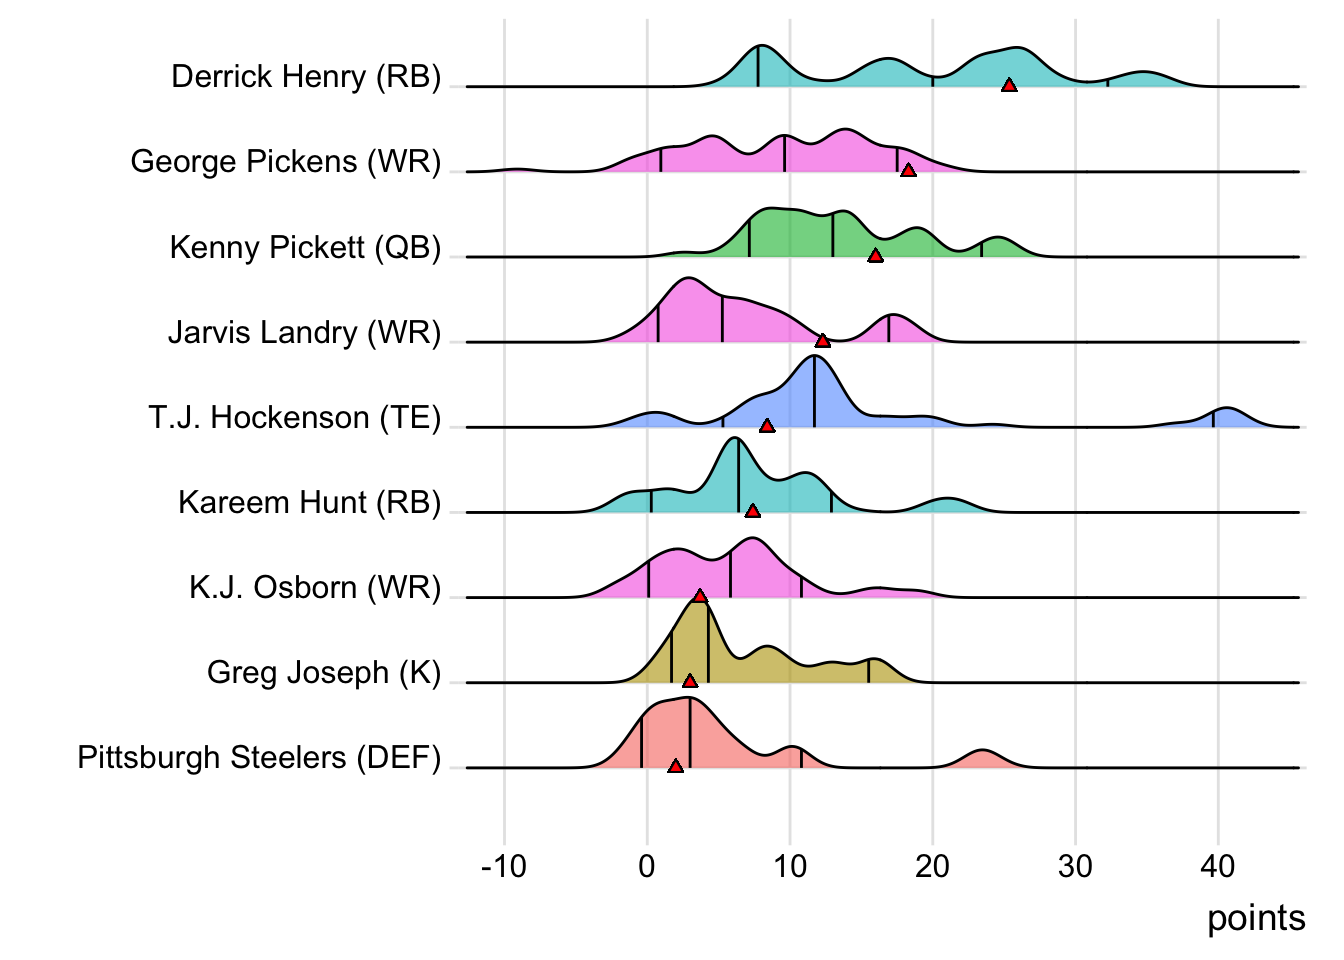 Derrick Henry (RB)
George Pickens (WR)
Kenny Pickett (QB)
Jarvis Landry (WR)
T.J. Hockenson (TE)
Kareem Hunt (RB)
K.J. Osborn (WR)
Greg Joseph (K)
Pittsburgh Steelers (DEF)
-10 0 10 20 30 40
points